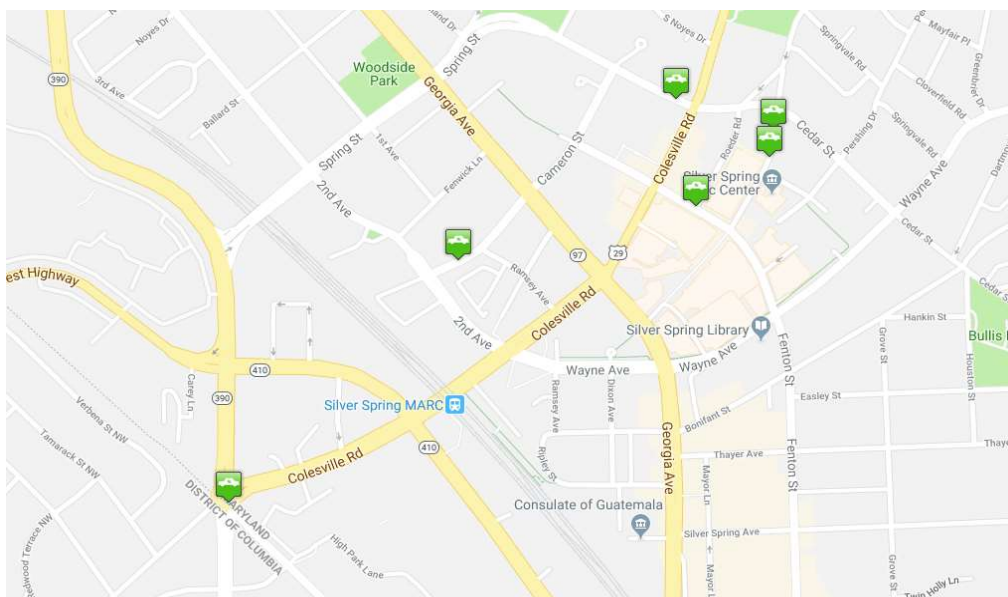 Noyes Dr
3rd Ave
390
Ballard St
Woodside
Park
Spring St
1st Ave
Spring St
2nd Ave
Fenwick Ln
Georgia Ave
Cameron St
S Noyes Dr
Colesville Rd
Roeder Rd
Cedar St
Springvale Rd
Mayfair Pl
Greenbrier Dr
Cloverfield Rd
Springvale Rd
Pershing Dr
Wayne Ave
Silver Spring
Center
Cedar St
97
29
Ramsey Ave
Colesville Rd
2nd Ave
Silver Spring Library
Wayne Ave
Wayne Ave
Fenton St
Hankin St
Grove St
Houston St
Bullis
Highway
410
Carey Ln
390
Verbena St NW
Tamarack St NW
Silver Spring MARC
410
Colesville Rd
Ramsey Ave
Dixon Ave
Bonifant St
Easley St
Ripley St
Georgia Ave
Thayer Ave
Mayor Ln
Fenton St
Consulate of Guatemala
Silver Spring Ave
Mayor Ln
Grove St
Twin Holly Ln
MARYLAND
DISTRICT OF COLUMBIA
High Park Lane
Redwood Terrace NW